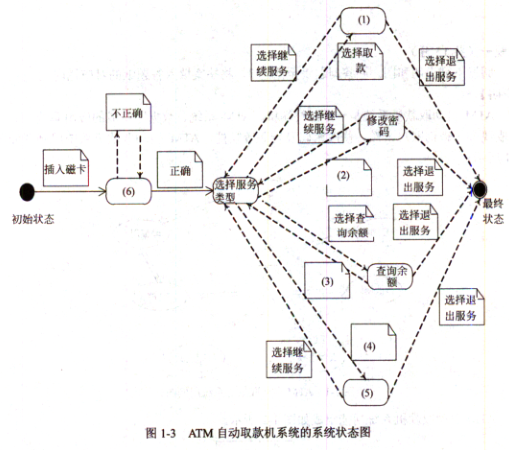 (1)
选择继
续服务
选择取
款
选择退
出服务
不正确
选择继
续服务
修改密
码
插入磁卡
正确
(6)
选择服务
类型
(2)
选择退
出服务
初始状态
最终
状态
选择查
询余额
选择退
出服务
(3)
查询余
额
选择退
出服务
(4)
选择继
续服务
(5)
图 1-3 ATM 自动取款机系统的系统状态图